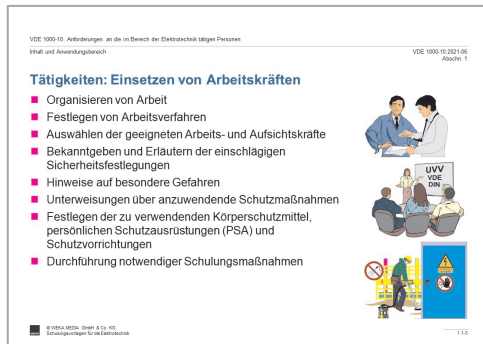 VDE 1000-10: Anforderungen an die im Bereich der Elektrotechnik tätigen Personen
Inhalt und Anwendungsbereich
VDE 1000-10:2021-06
Abschn. 1
Tätigkeiten: Einsetzen von Arbeitskräften
Organisieren von Arbeit
Festlegen von Arbeitsverfahren
Auswählen der geeigneten Arbeits- und Aufsichtskräfte
Bekanntgeben und Erläutern der einschlägigen
Sicherheitsfestlegungen
Hinweise auf besondere Gefahren
Unterweisungen über anzuwendende Schutzmaßnahmen
Festlegen der zu verwendenden Körperschutzmittel,
persönlichen Schutzausrüstungen (PSA) und
Schutzvorrichtungen
Durchführung notwendiger Schulungsmaßnahmen
UVV
VDE
DIN
© WEKA MEDIA GmbH & Co. KG
Schulungsvorlagen für die Elektrotechnik
1.1-3